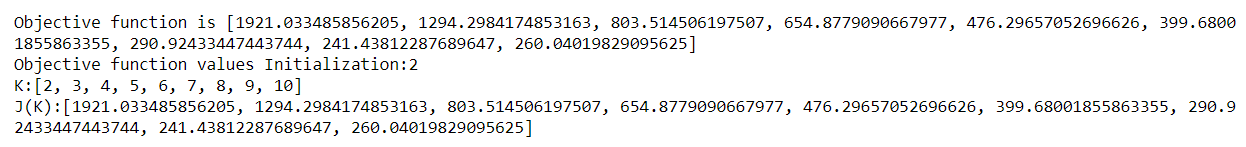 Objective function is [1921.033485856205, 1294.2984174853163, 803.514506197507, 654.8779090667977, 476.29657052696626, 399.6800
1855863355, 290.92433447443744, 241.43812287689647, 260.04019829095625]
Objective function values Initialization:2
K:[2, 3, 4, 5, 6, 7, 8, 9, 10]
J(K):[1921.033485856205, 1294.2984174853163, 803.514506197507, 654.8779090667977, 476.29657052696626, 399.68001855863355, 290.9
2433447443744, 241.43812287689647, 260.04019829095625]